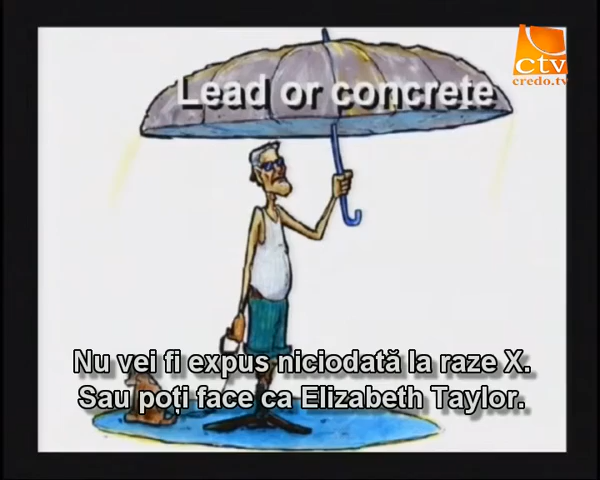 ctv
credo.tv
Lead or concrete
Nu vei fi expus niciodată la raze X.
Sau poți face ca Elizabeth Taylor.